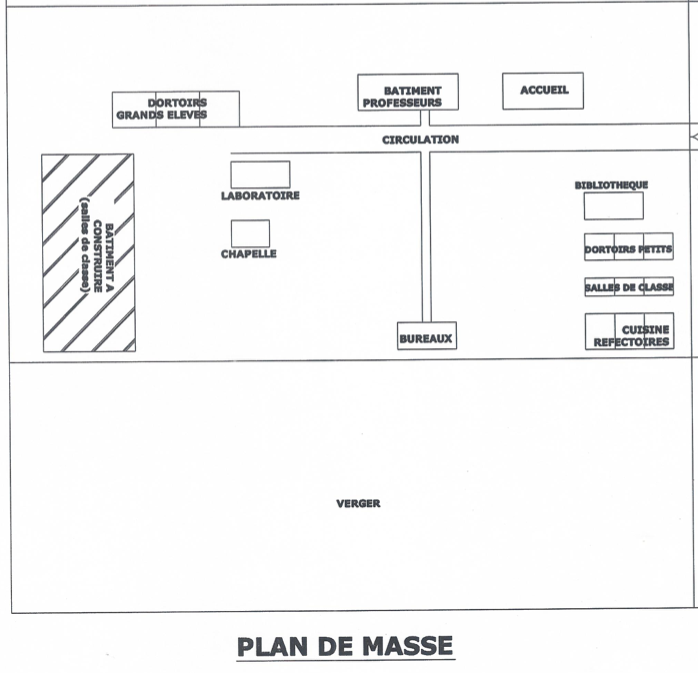 DORTOIRS
GRANDS ELEVES
BATIMENT
PROFESSEURS
ACCUEIL
CIRCULATION
BATIMENT A
CONSTRUIRE
(salles de classe)
LABORATOIRE
CHAPELLE
BIBLIOTHEQUE
DORTOIRS PETITS
SALLES DE CLASSE
CUISINE
REFECTOIRES
BUREAUX
VERGER
PLAN DE MASSE